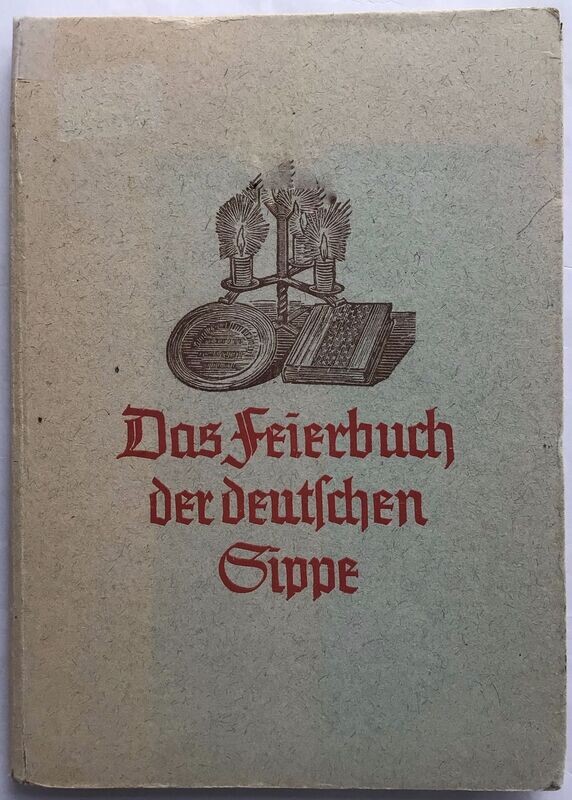 Das Feierbuch
der deutſchen
Sippe